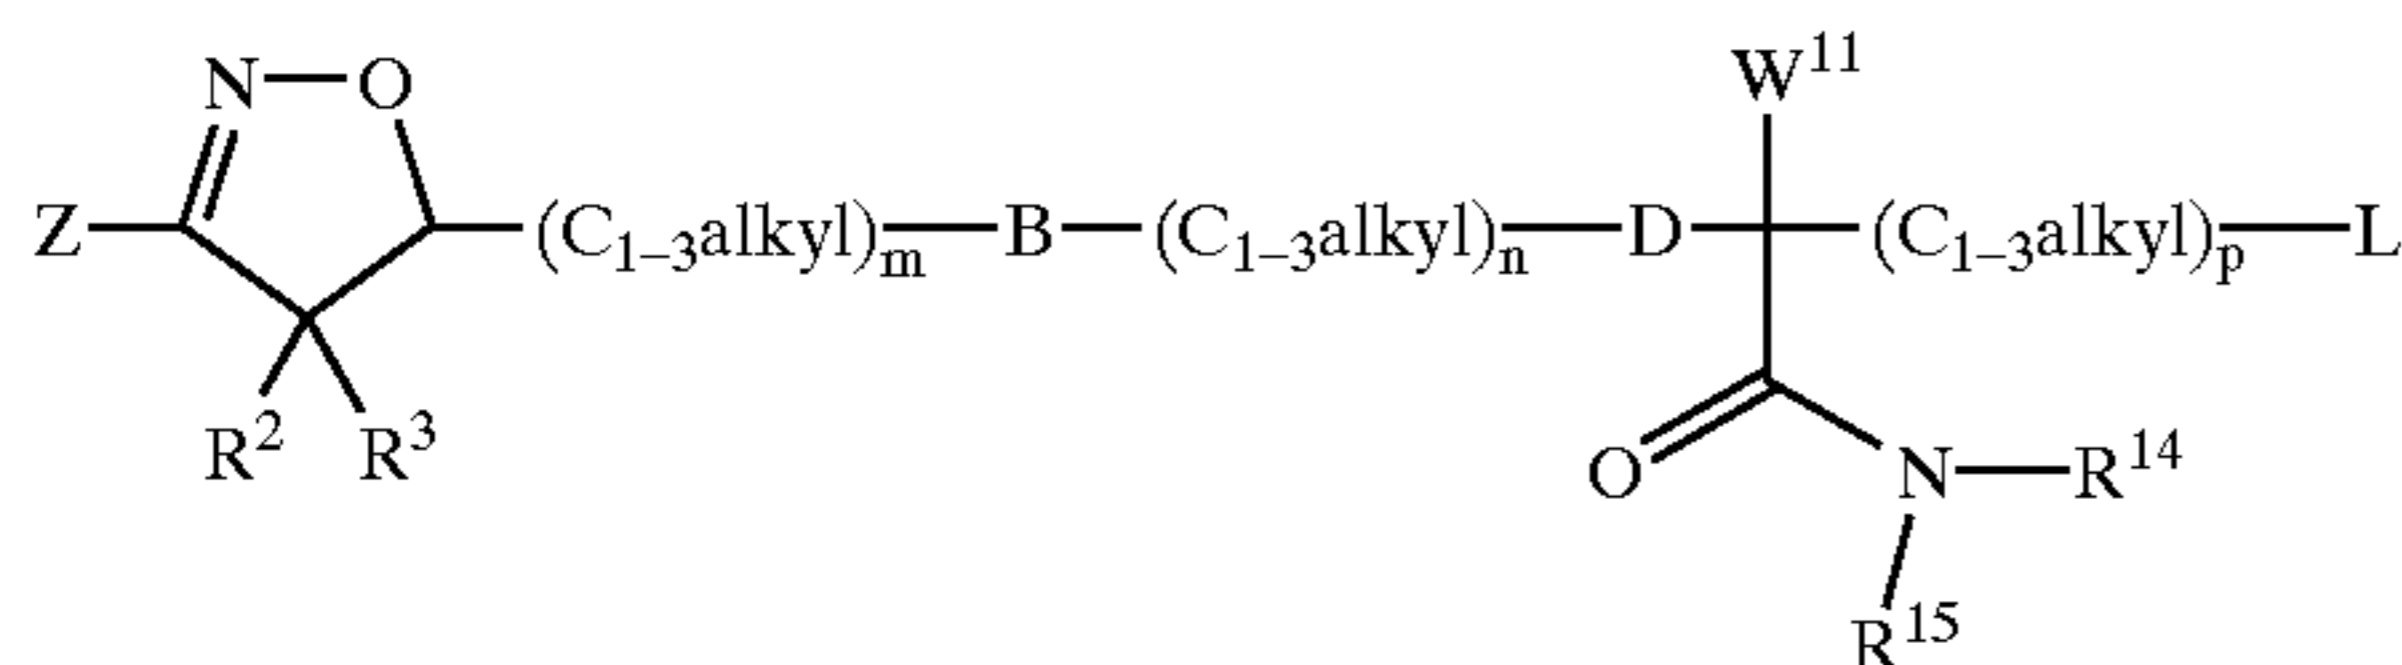 W¹¹
N O
Z (C₁₋₃alkyl)ₘ B (C₁₋₃alkyl)ₙ D (C₁₋₃alkyl)ₚ L
R² R³ O N R¹⁴
R¹⁵